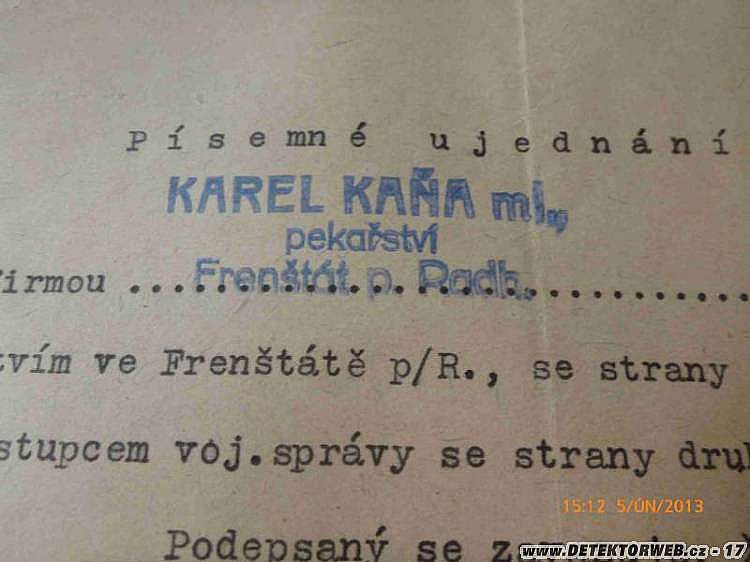 Písemné ujednání
KAREL KAŇA ml.,
pekařství
firmou ........................ Frenštát p. Radh.
tvím ve Frenštátě p/R., se strany
stupcem voj.správy se strany
Podepsaný se
15:12 5/ÚN/2013
www.DETEKTORWEB.cz - 17